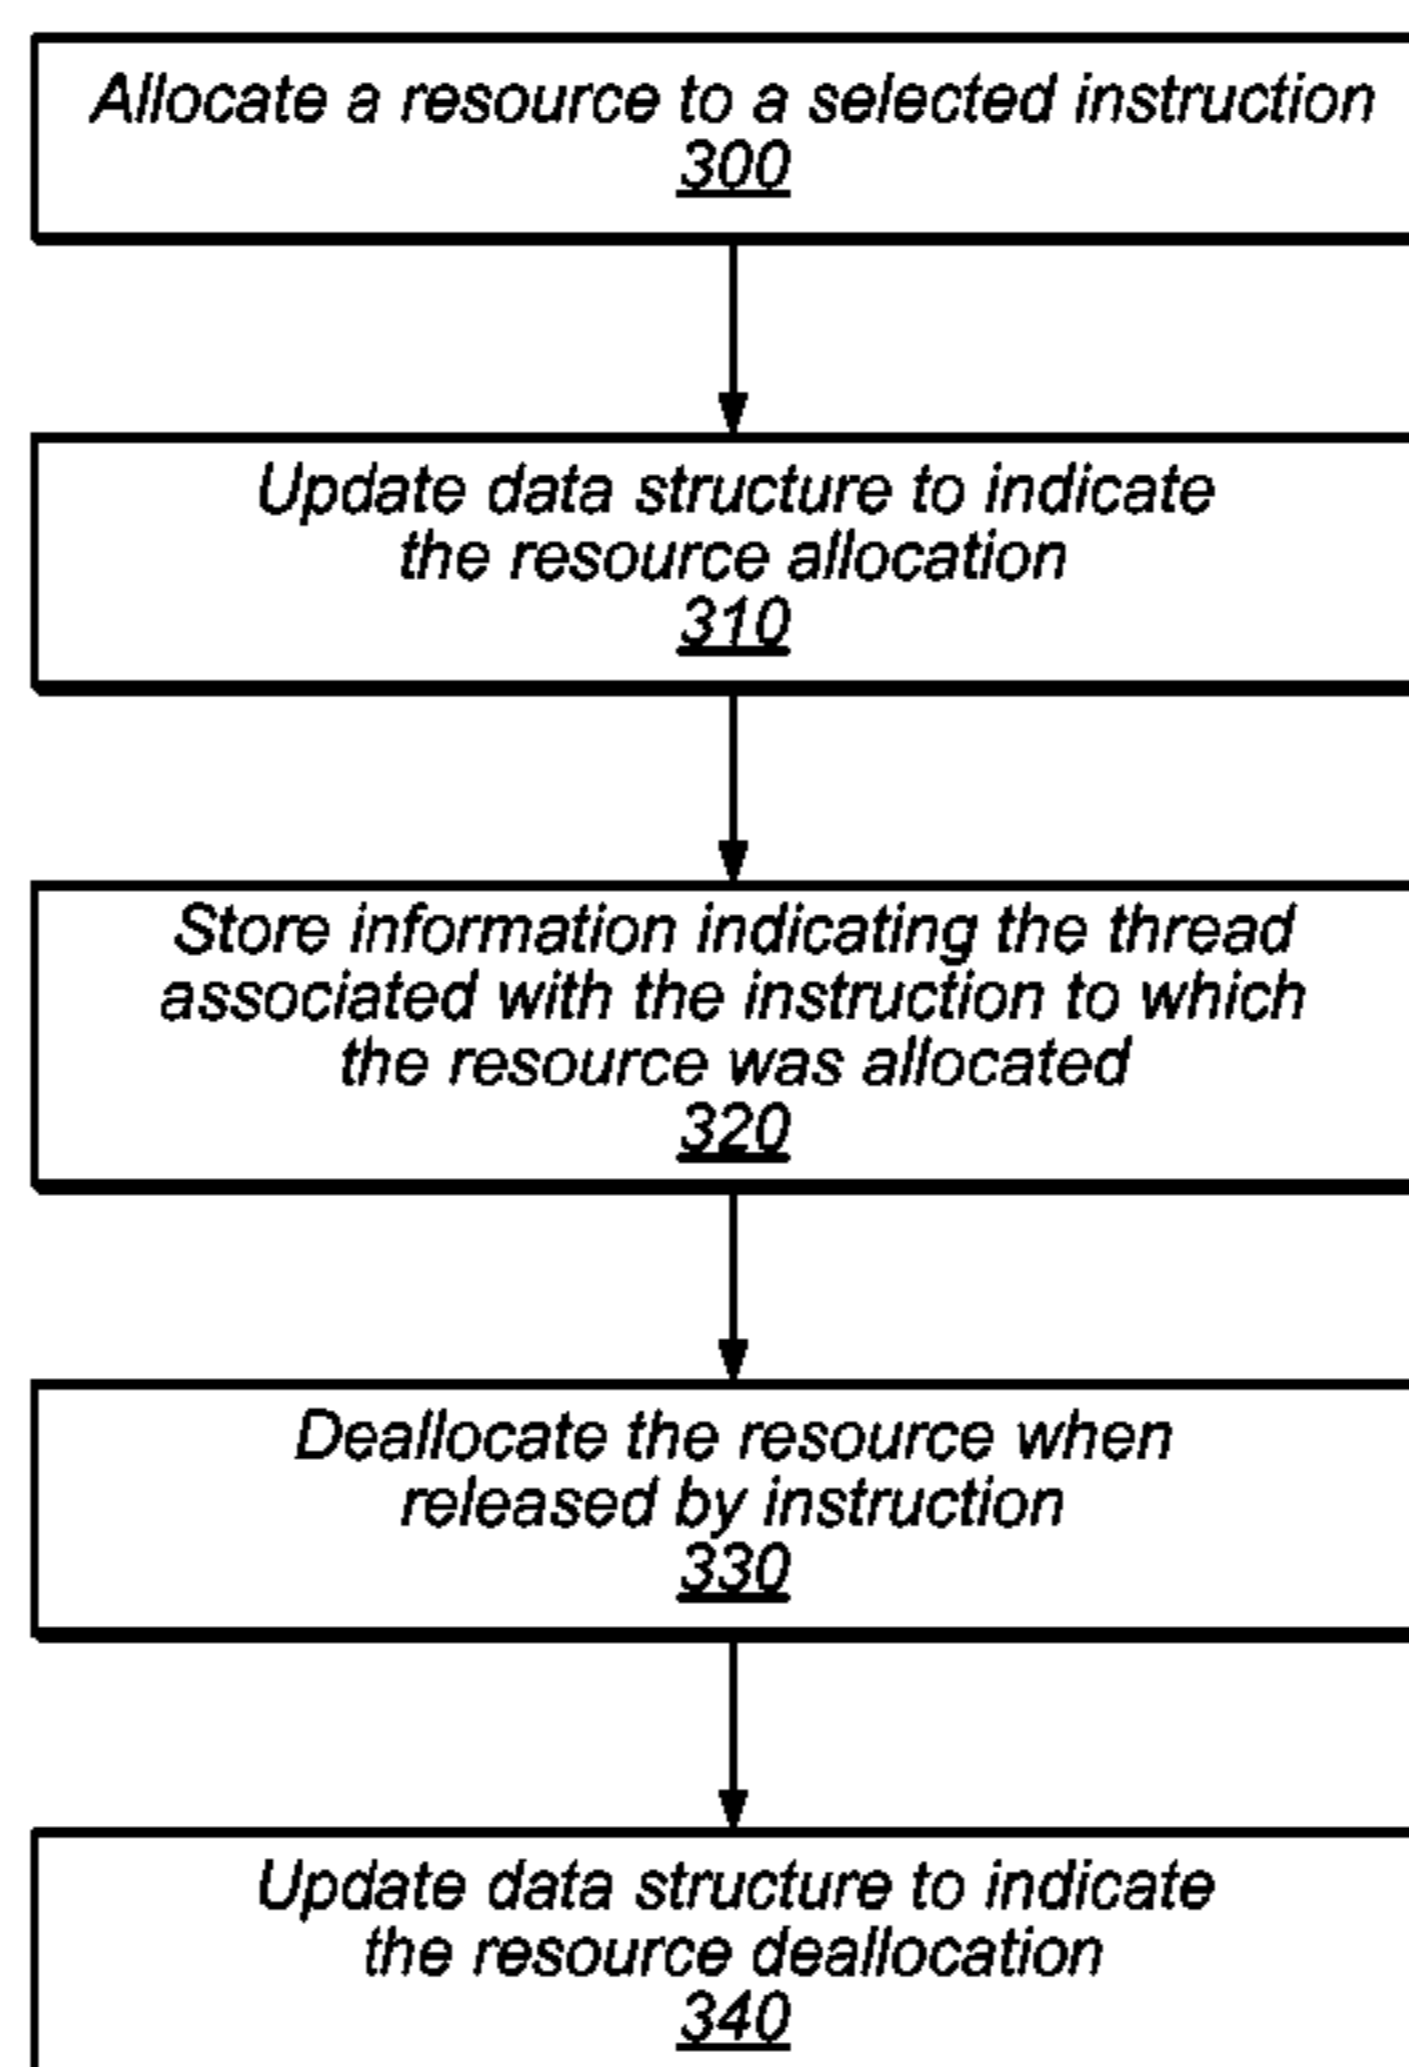 Allocate a resource to a selected instruction
300
Update data structure to indicate
the resource allocation
310
Store information indicating the thread
associated with the instruction to which
the resource was allocated
320
Deallocate the resource when
released by instruction
330
Update data structure to indicate
the resource deallocation
340